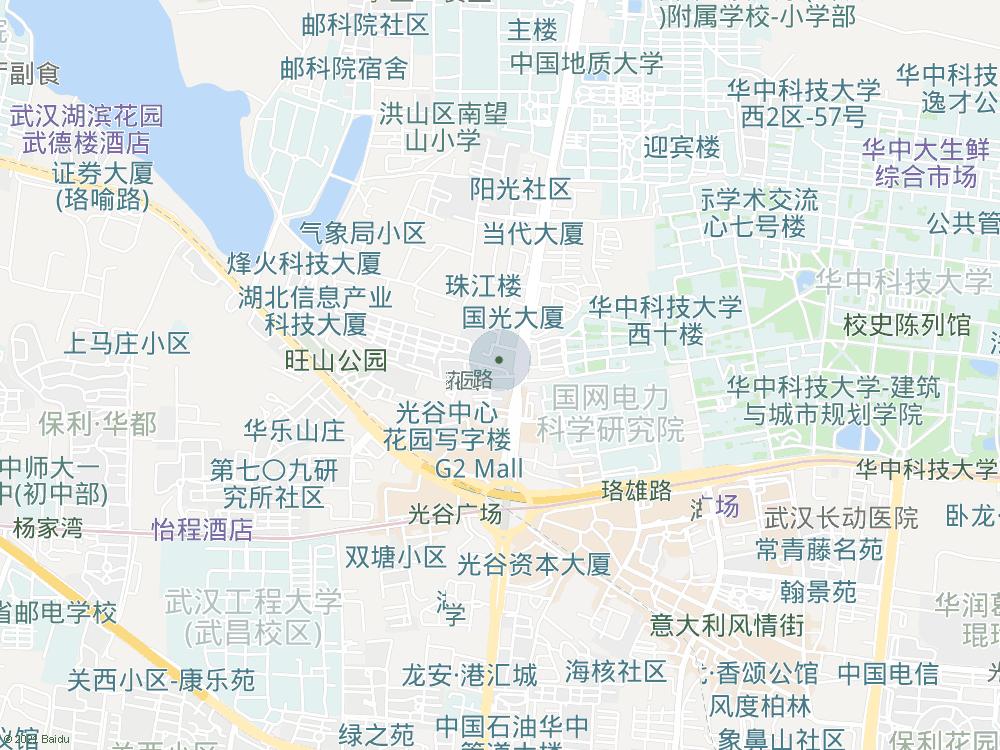 邮科院社区
主楼
)附属学校-小学部
副食
邮科院宿舍
中国地质大学
华中科技大学
西2区-57号
华中科技
逸才公
武汉湖滨花园
武德楼酒店
洪山区南望
山小学
迎宾楼
华中大生鲜
综合市场
证券大厦
(珞喻路)
阳光社区
示学术交流
心七号楼
公共管
气象局小区
当代大厦
烽火科技大厦
珠江楼
华中科技大学
湖北信息产业
科技大厦
国光大厦
华中科技大学
西十楼
校史陈列馆
上马庄小区
旺山公园
花园路
国网电力
科学研究院
华中科技大学-建筑
与城市规划学院
保利·华都
华乐山庄
光谷中心
花园写字楼
中师大一
中(初中部)
第七〇九研
究所社区
G2 Mall
华中科技大学
珞雄路
杨家湾
怡程酒店
光谷广场
广场
武汉长动医院
卧龙·
双塘小区
光谷资本大厦
常青藤名苑
省邮电学校
武汉工程大学
(武昌校区)
学
翰景苑
意大利风情街
华润
琨
关西小区-康乐苑
龙安·港汇城
海核社区
·香颂公馆
中国电信
风度柏林
绿之苑
中国石油华中
象鼻山社区
保利花园
© 2024 Baidu